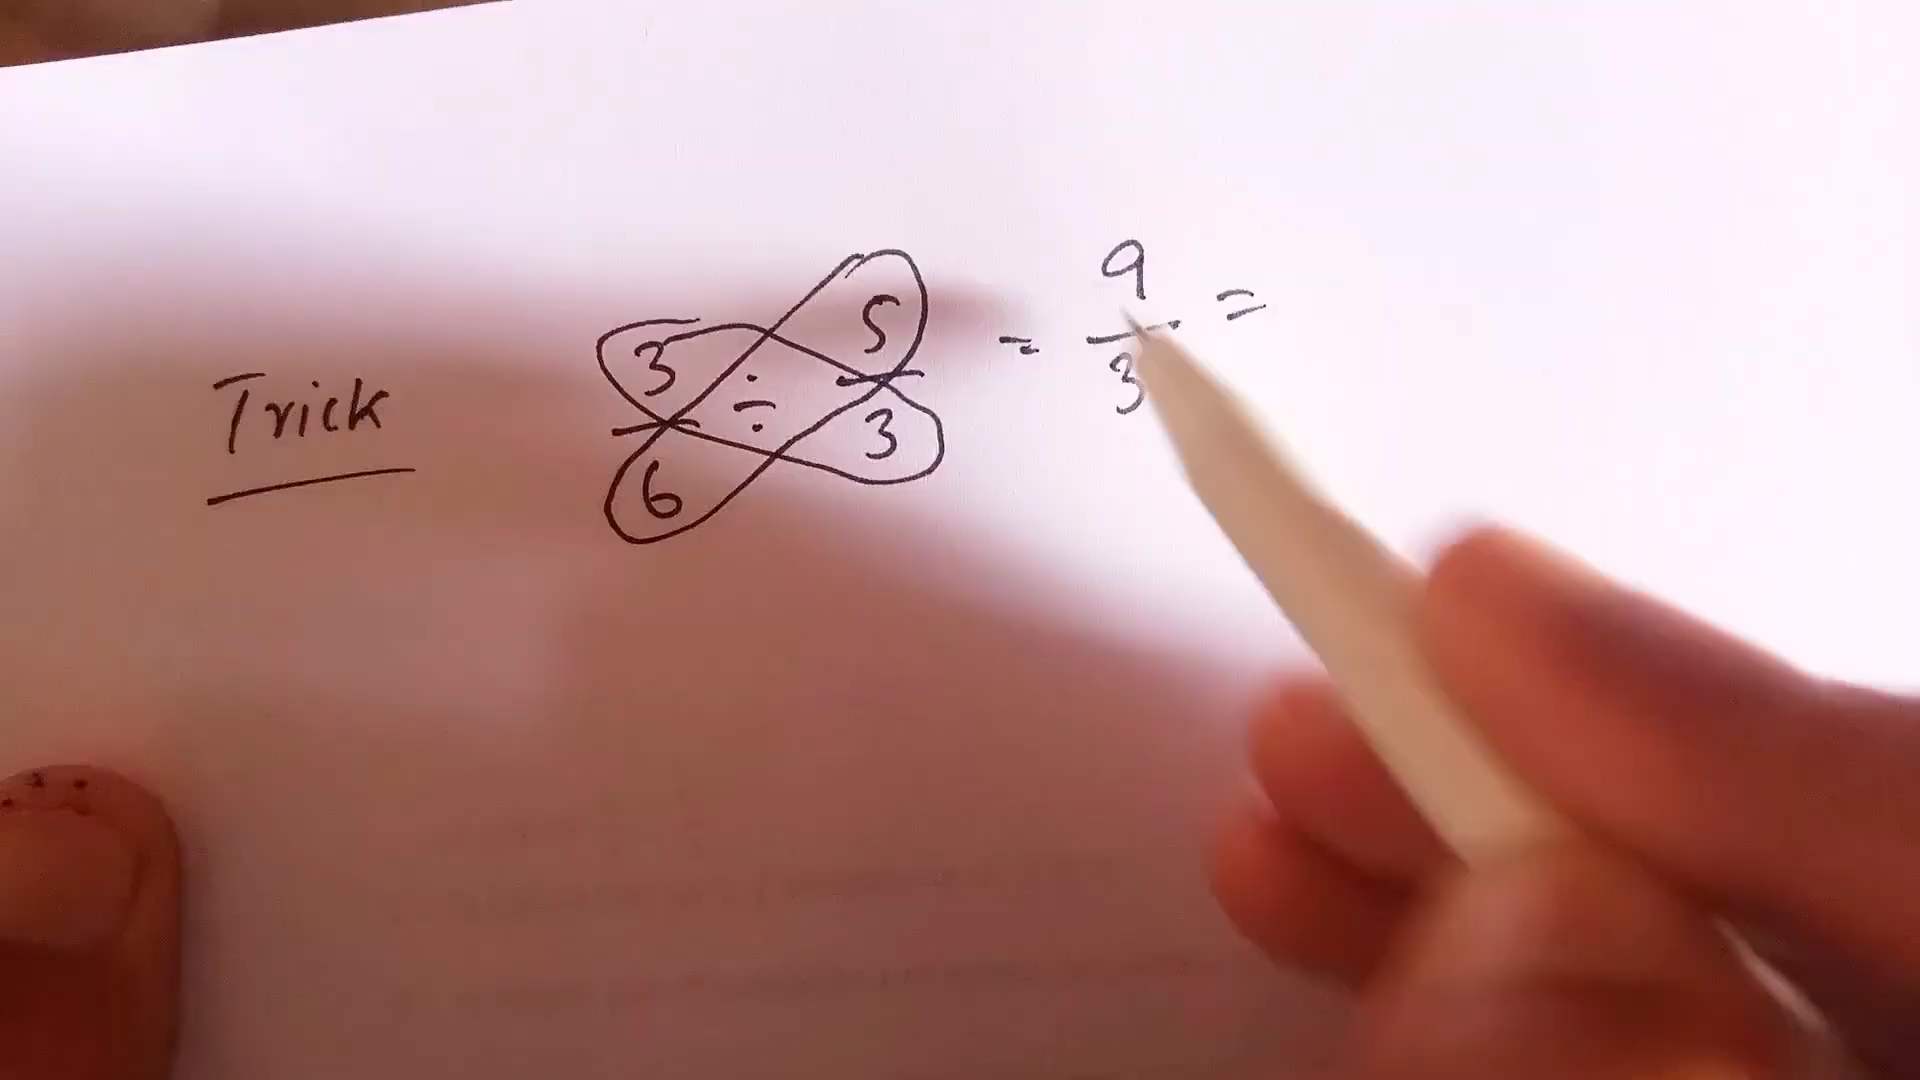 Trick 3/6 ÷ 5/3 = 9/3 =